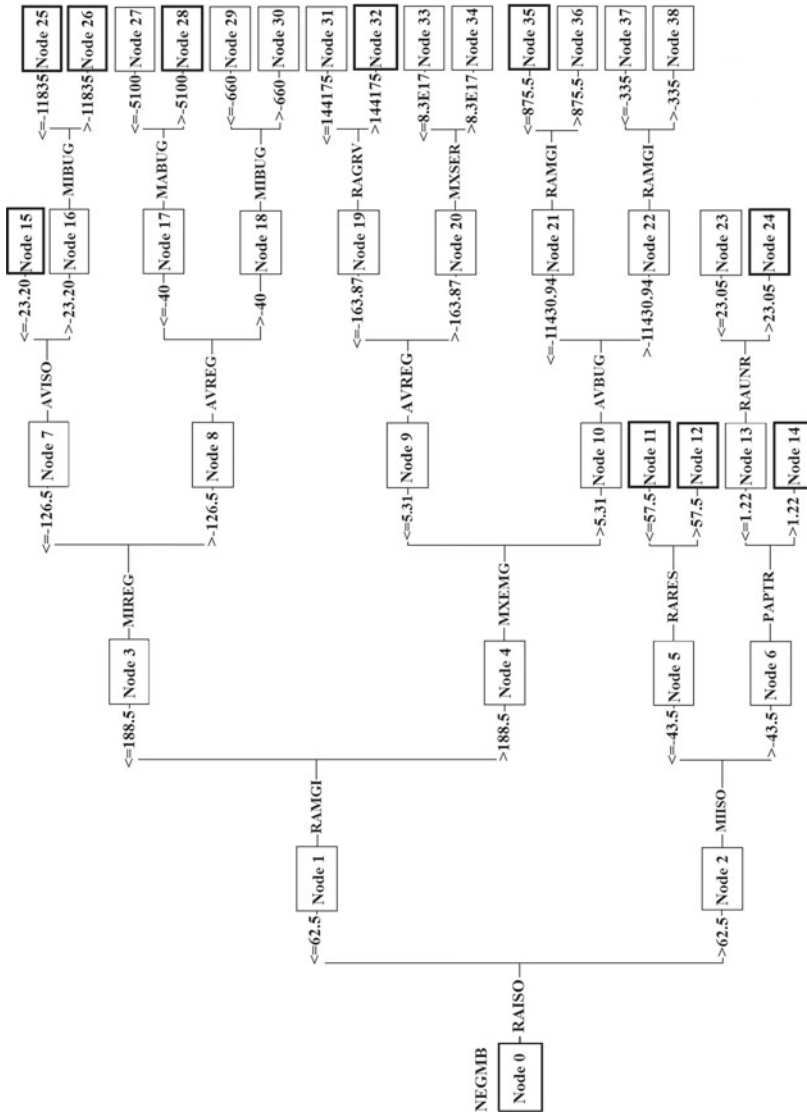 NEGMB
Node 0
RAISO
<=62.5
Node 1
>62.5
Node 2
RAMGI
<=188.5
Node 3
>188.5
Node 4
MIISO
<=-43.5
Node 5
>-43.5
Node 6
MIREG
<=-126.5
Node 7
>-126.5
Node 8
MXEMG
<=5.31
Node 9
>5.31
Node 10
RARES
<=57.5
Node 11
>57.5
Node 12
PAPTR
<=1.22
Node 13
>1.22
Node 14
AVISO
<=-23.20
Node 15
>-23.20
Node 16
AVREG
<=-40
Node 17
>-40
Node 18
AVREG
<=-163.87
Node 19
>-163.87
Node 20
AVBUG
<=-11430.94
Node 21
>-11430.94
Node 22
RAUNR
<=23.05
Node 23
>23.05
Node 24
MIBUG
<=-11835
Node 25
>-11835
Node 26
MABUG
<=-5100
Node 27
>-5100
Node 28
MIBUG
<=-660
Node 29
>-660
Node 30
RAGRV
<=144175
Node 31
>144175
Node 32
MXSER
<=8.3E17
Node 33
>8.3E17
Node 34
RAMGI
<=875.5
Node 35
>875.5
Node 36
RAMGI
<=-335
Node 37
>-335
Node 38